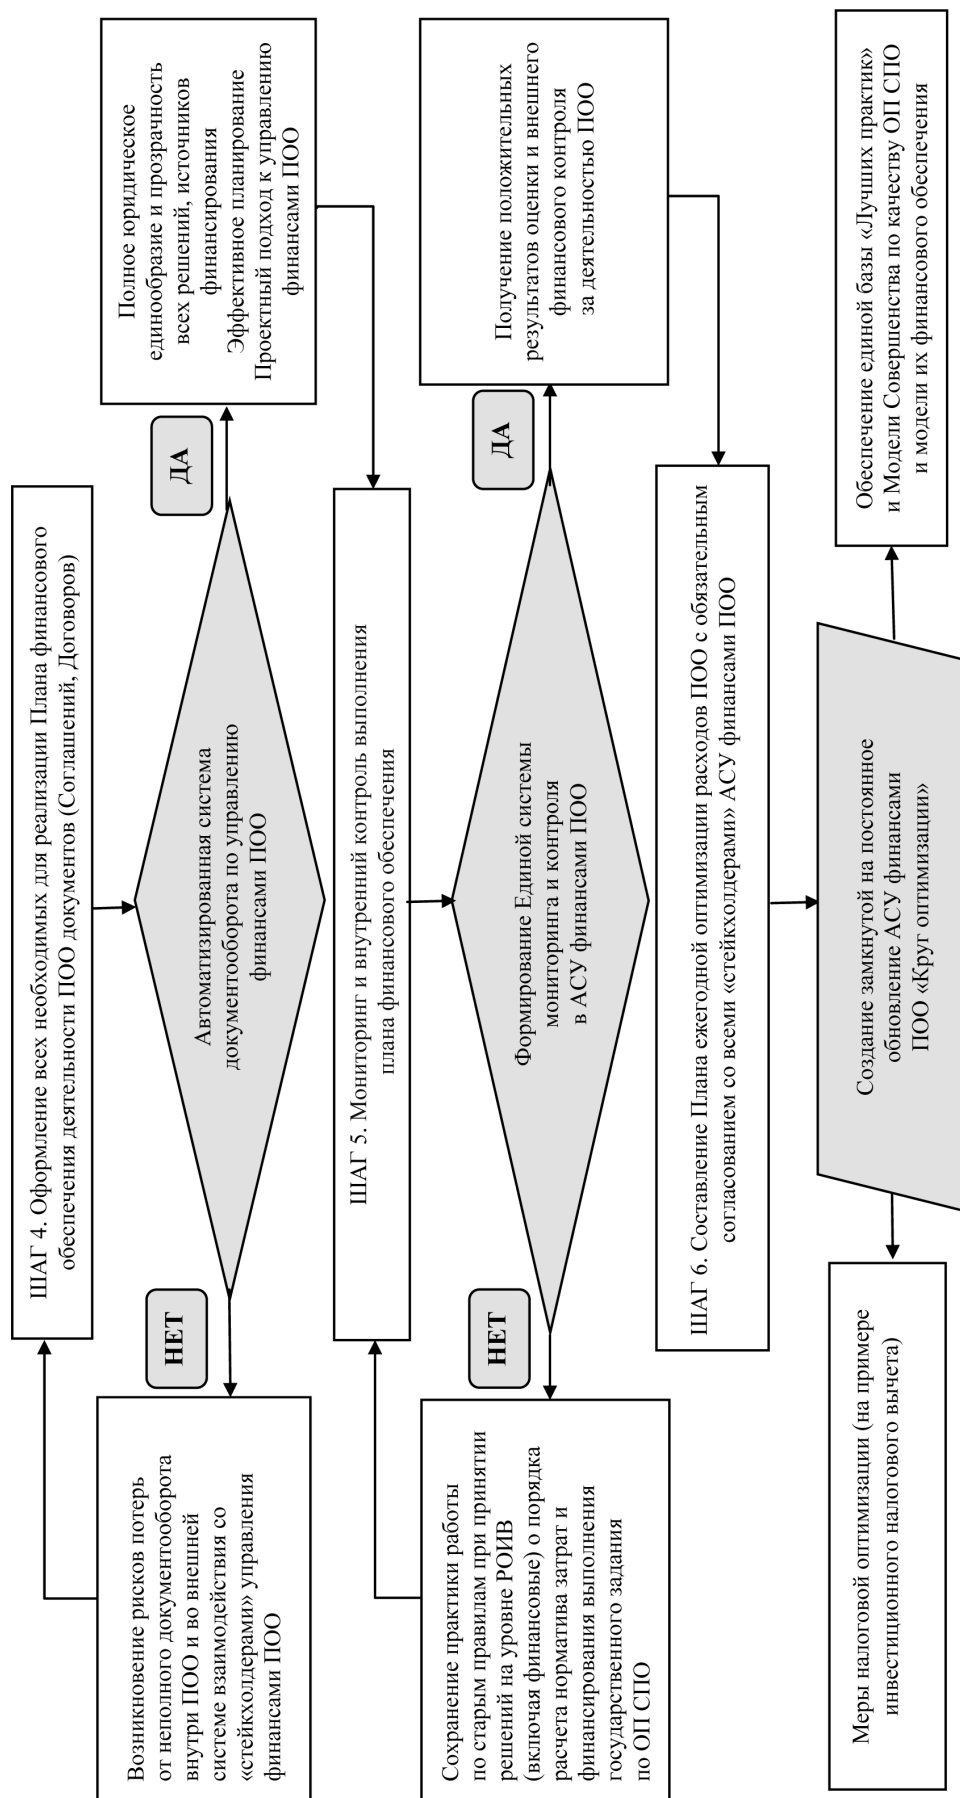 ШАГ 4. Оформление всех необходимых для реализации Плана финансового
обеспечения деятельности ПОО документов (Соглашений, Договоров)
Возникновение рисков потерь
от неполного документооборота
внутри ПОО и во внешней
системе взаимодействия со
«стейкхолдерами» управления
финансами ПОО
НЕТ
Автоматизированная система
документооборота по управлению
финансами ПОО
ДА
Полное юридическое
единообразие и прозрачность
всех решений, источников
финансирования
Эффективное планирование
Проектный подход к управлению
финансами ПОО
ШАГ 5. Мониторинг и внутренний контроль выполнения
плана финансового обеспечения
Сохранение практики работы
по старым правилам при принятии
решений на уровне РОИВ
(включая финансовые) о порядка
расчета норматива затрат и
финансирования выполнения
государственного задания
по ОП СПО
НЕТ
Формирование Единой системы
мониторинга и контроля
в АСУ финансами ПОО
ДА
Получение положительных
результатов оценки и внешнего
финансового контроля
за деятельностью ПОО
ШАГ 6. Составление Плана ежегодной оптимизации расходов ПОО с обязательным
согласованием со всеми «стейкхолдерами» АСУ финансами ПОО
Меры налоговой оптимизации (на примере
инвестиционного налогового вычета)
Создание замкнутой на постоянное
обновление АСУ финансами
ПОО «Круг оптимизации»
Обеспечение единой базы «Лучших практик»
и Модели Совершенства по качеству ОП СПО
и модели их финансового обеспечения